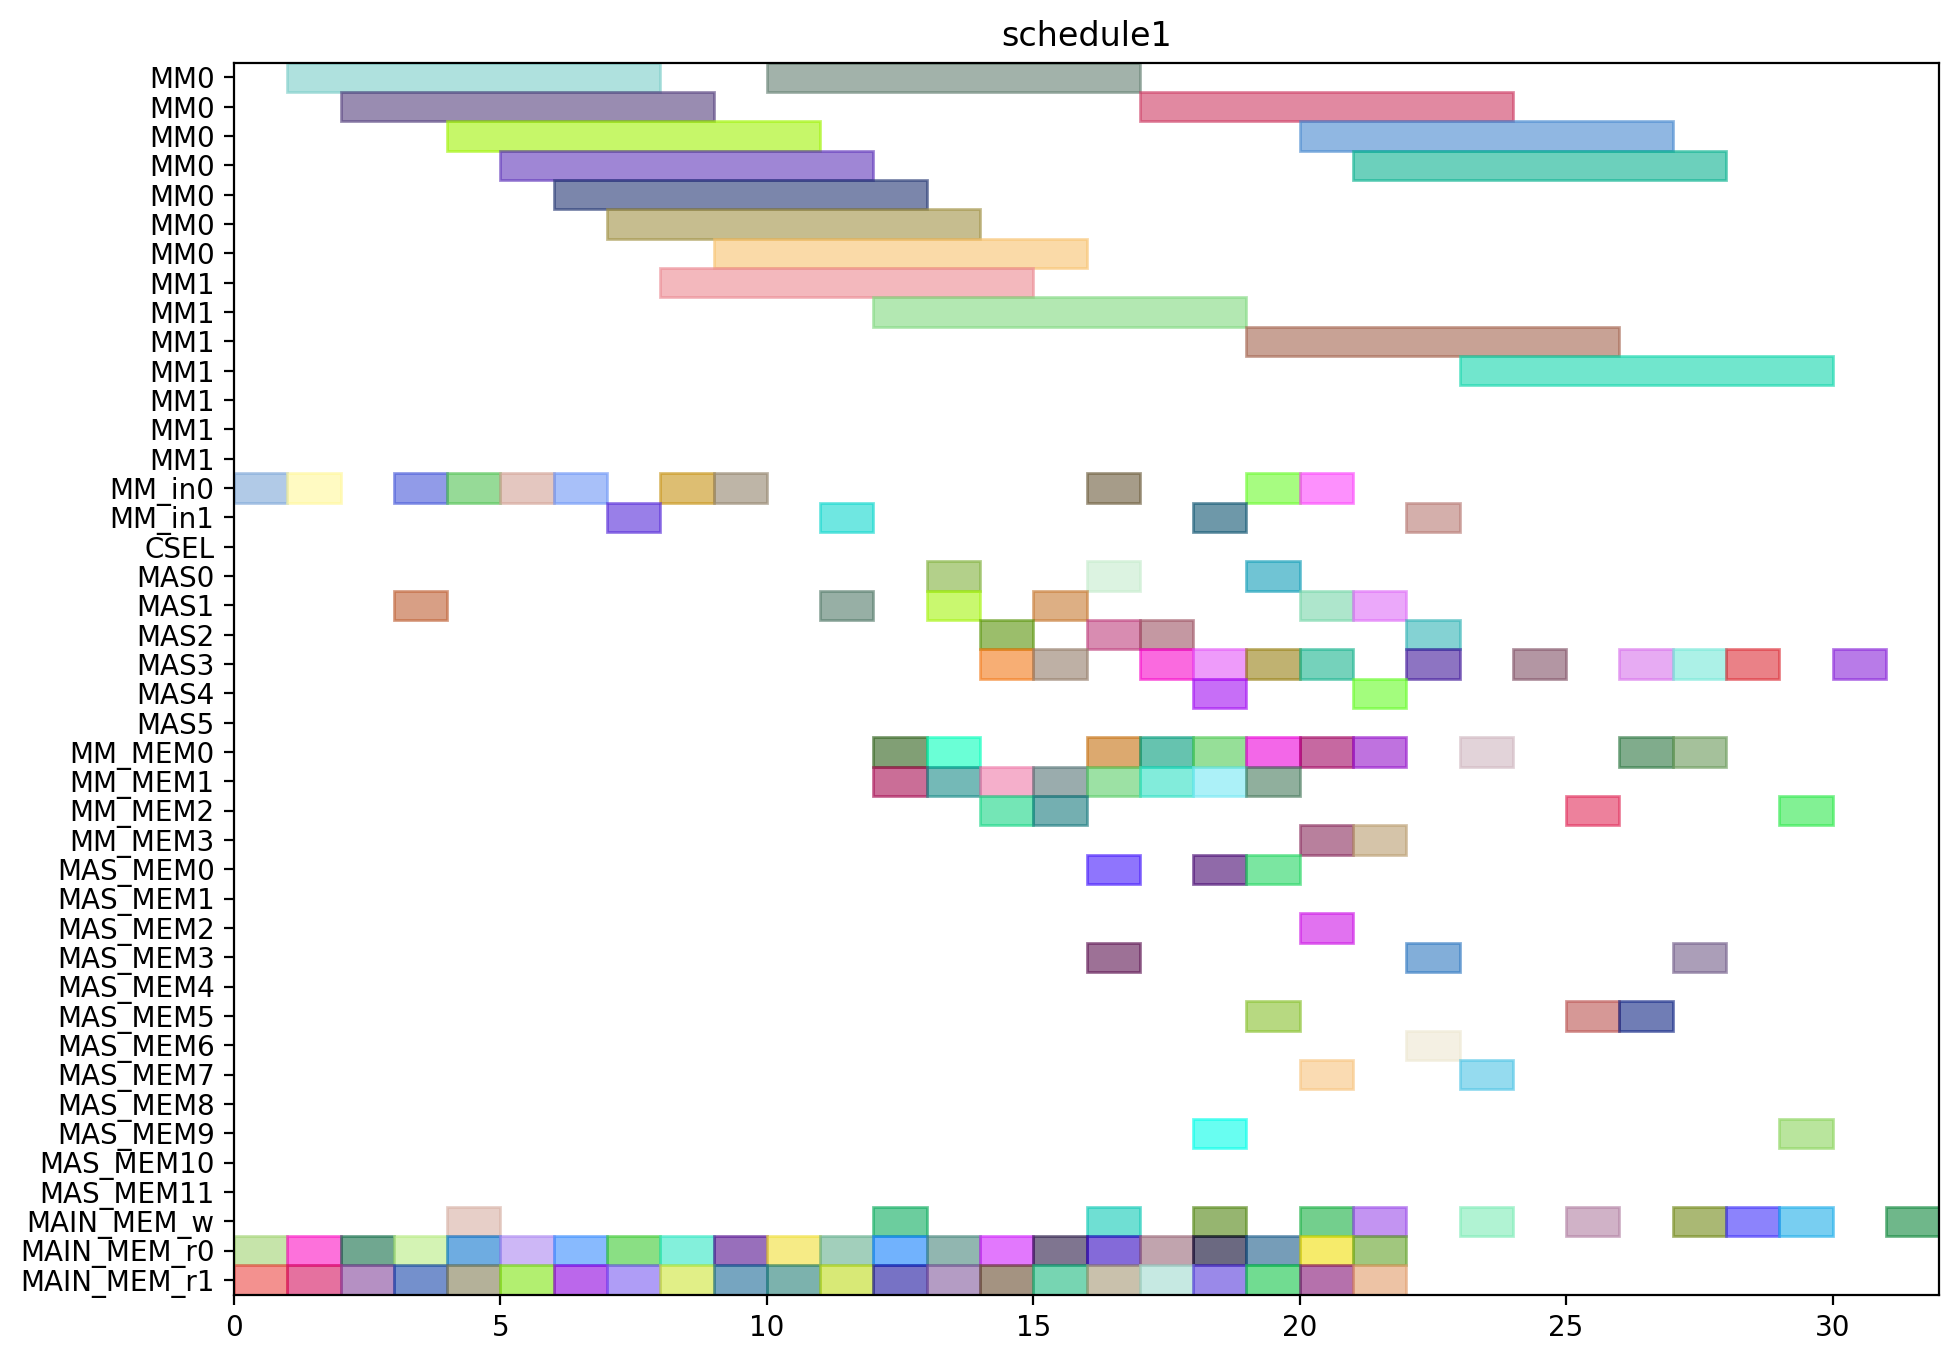 schedule1
MM0
MM0
MM0
MM0
MM0
MM0
MM0
MM1
MM1
MM1
MM1
MM1
MM1
MM1
MM_in0
MM_in1
CSEL
MAS0
MAS1
MAS2
MAS3
MAS4
MAS5
MM_MEM0
MM_MEM1
MM_MEM2
MM_MEM3
MAS_MEM0
MAS_MEM1
MAS_MEM2
MAS_MEM3
MAS_MEM4
MAS_MEM5
MAS_MEM6
MAS_MEM7
MAS_MEM8
MAS_MEM9
MAS_MEM10
MAS_MEM11
MAIN_MEM_w
MAIN_MEM_r0
MAIN_MEM_r1
0 5 10 15 20 25 30